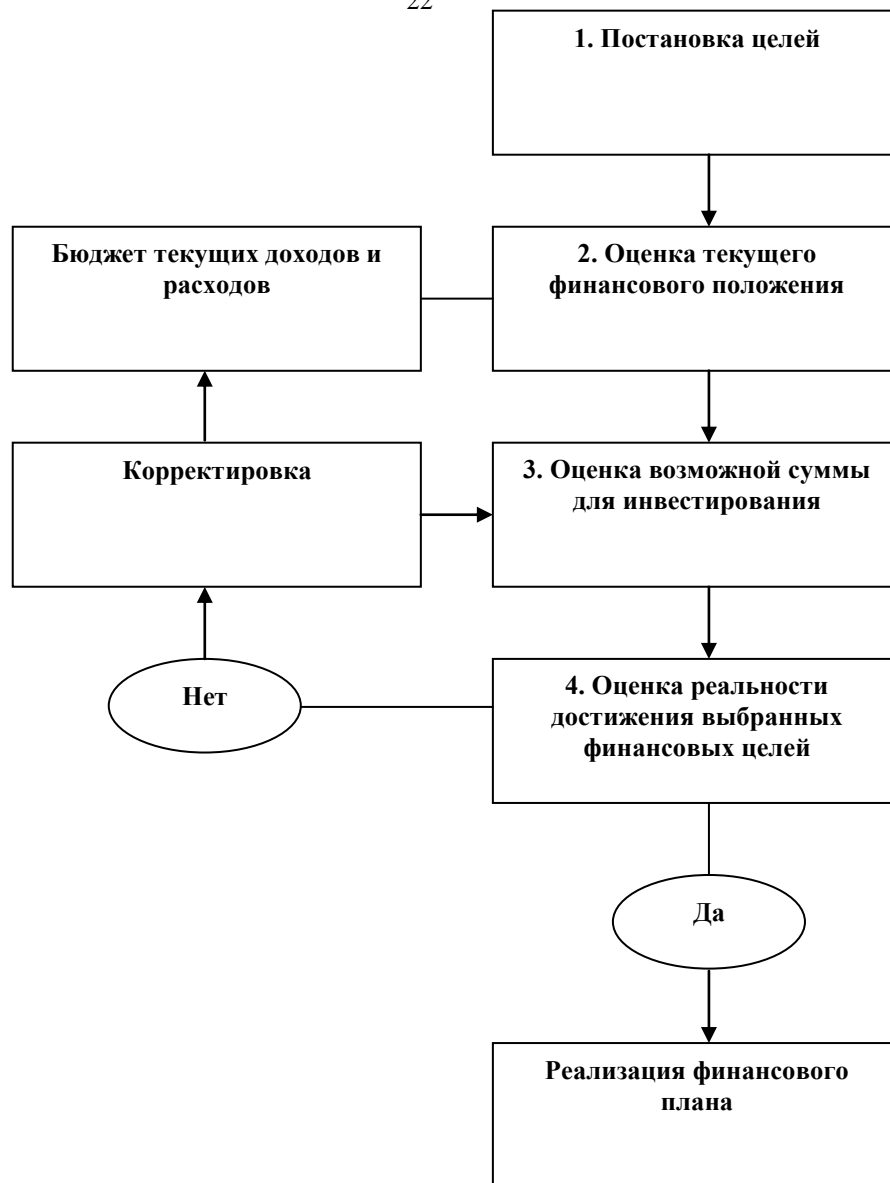 22
1. Постановка целей
Бюджет текущих доходов и
расходов
2. Оценка текущего
финансового положения
Корректировка
3. Оценка возможной суммы
для инвестирования
Нет
4. Оценка реальности
достижения выбранных
финансовых целей
Да
Реализация финансового
плана